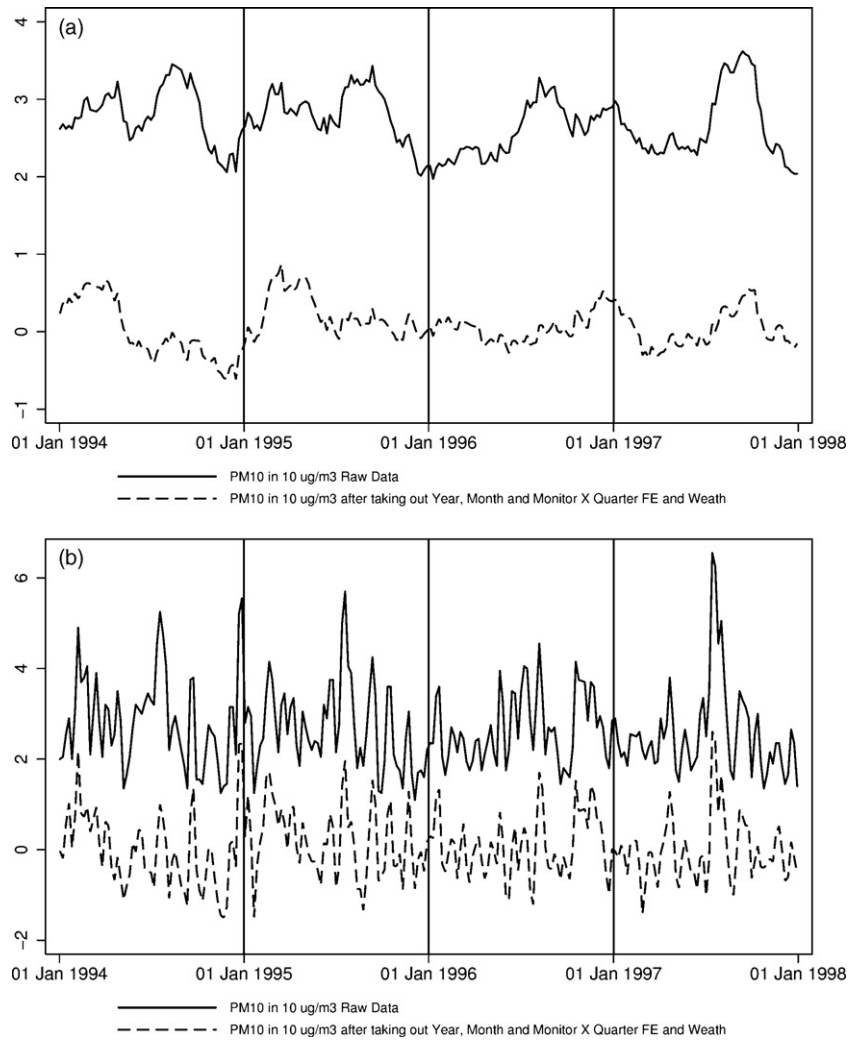 (a)
4
3
2
1
0
-1
01 Jan 1994 01 Jan 1995 01 Jan 1996 01 Jan 1997 01 Jan 1998
PM10 in 10 ug/m3 Raw Data
PM10 in 10 ug/m3 after taking out Year, Month and Monitor X Quarter FE and Weath
(b)
6
4
2
0
-2
01 Jan 1994 01 Jan 1995 01 Jan 1996 01 Jan 1997 01 Jan 1998
PM10 in 10 ug/m3 Raw Data
PM10 in 10 ug/m3 after taking out Year, Month and Monitor X Quarter FE and Weath